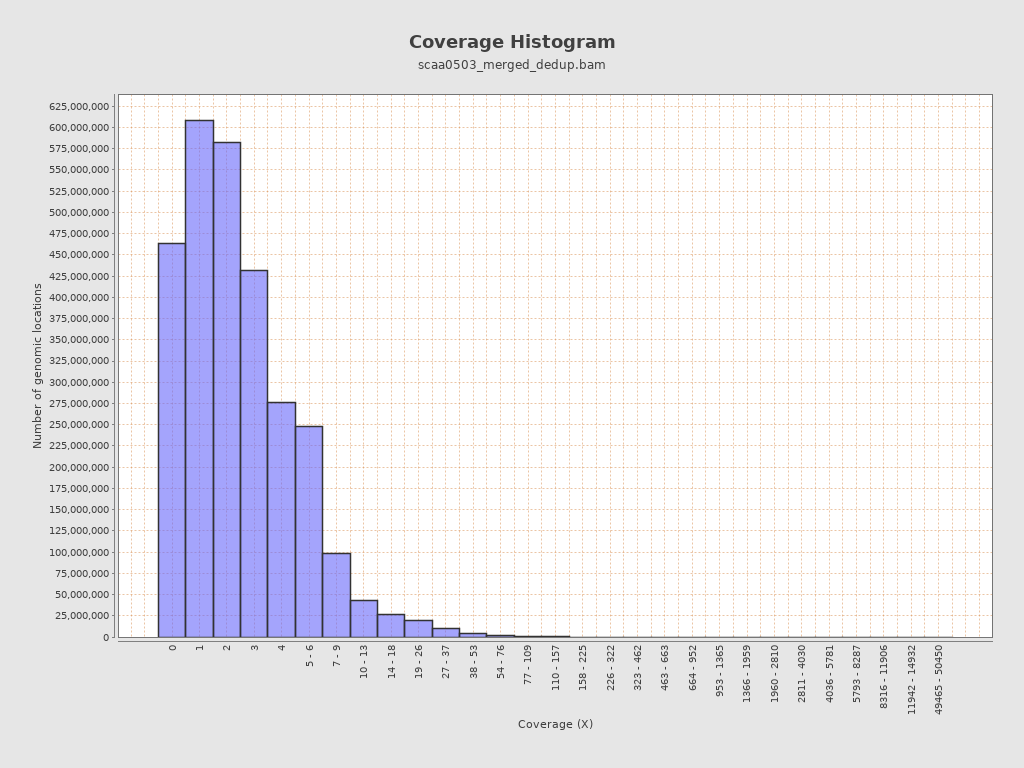 Coverage Histogram
scaa0503_merged_dedup.bam
Number of genomic locations
625,000,000
600,000,000
575,000,000
550,000,000
525,000,000
500,000,000
475,000,000
450,000,000
425,000,000
400,000,000
375,000,000
350,000,000
325,000,000
300,000,000
275,000,000
250,000,000
225,000,000
200,000,000
175,000,000
150,000,000
125,000,000
100,000,000
75,000,000
50,000,000
25,000,000
0
0
1
2
3
4
5 - 6
7 - 9
10 - 13
14 - 18
19 - 26
27 - 37
38 - 53
54 - 76
77 - 109
110 - 157
158 - 225
226 - 322
323 - 462
463 - 663
664 - 952
953 - 1365
1366 - 1959
1960 - 2810
2811 - 4030
4036 - 5781
5793 - 8287
8316 - 11906
11942 - 14932
49465 - 50450
Coverage (X)